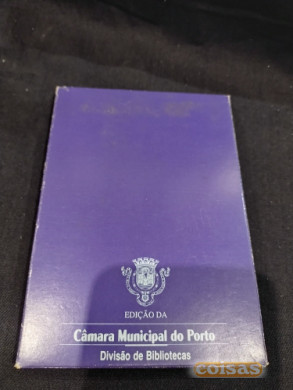 EDIÇÃO DA
Câmara Municipal do Porto
Divisão de Bibliotecas
coisas